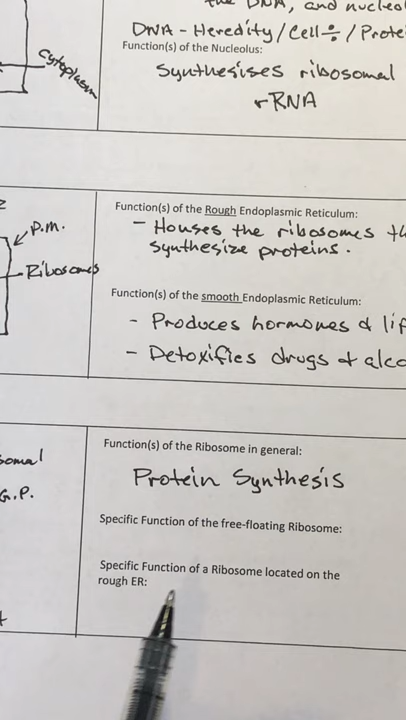 the DNA, and nucleo
DNA - Heredity/Cell ÷/Prote
Function(s) of the Nucleolus:
Cytoplasm
Synthesises ribosomal
rRNA
Function(s) of the Rough Endoplasmic Reticulum:
P.M.
- Houses the ribosomes th
synthesize proteins.
Ribosomes
Function(s) of the smooth Endoplasmic Reticulum:
- Produces hormones & lip
- Detoxifies drugs & alco
Function(s) of the Ribosome in general:
somal
Protein Synthesis
G.P.
Specific Function of the free-floating Ribosome:
Specific Function of a Ribosome located on the
rough ER: